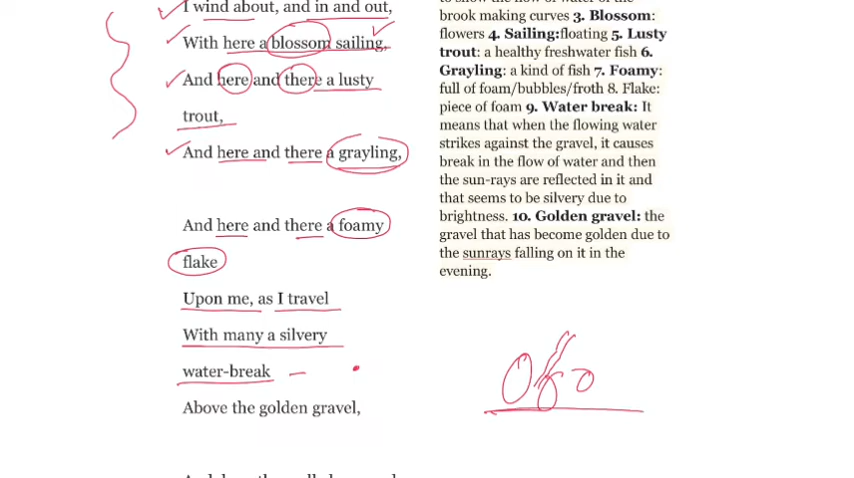 I wind about, and in and out,
With here a blossom sailing,
And here and there a lusty
trout,
And here and there a grayling,
And here and there a foamy
flake
Upon me, as I travel
With many a silvery
water-break
Above the golden gravel,
brook making curves 3. Blossom:
flowers 4. Sailing:floating 5. Lusty
trout: a healthy freshwater fish 6.
Grayling: a kind of fish 7. Foamy:
full of foam/bubbles/froth 8. Flake:
piece of foam 9. Water break: It
means that when the flowing water
strikes against the gravel, it causes
break in the flow of water and then
the sun-rays are reflected in it and
that seems to be silvery due to
brightness. 10. Golden gravel: the
gravel that has become golden due to
the sunrays falling on it in the
evening.